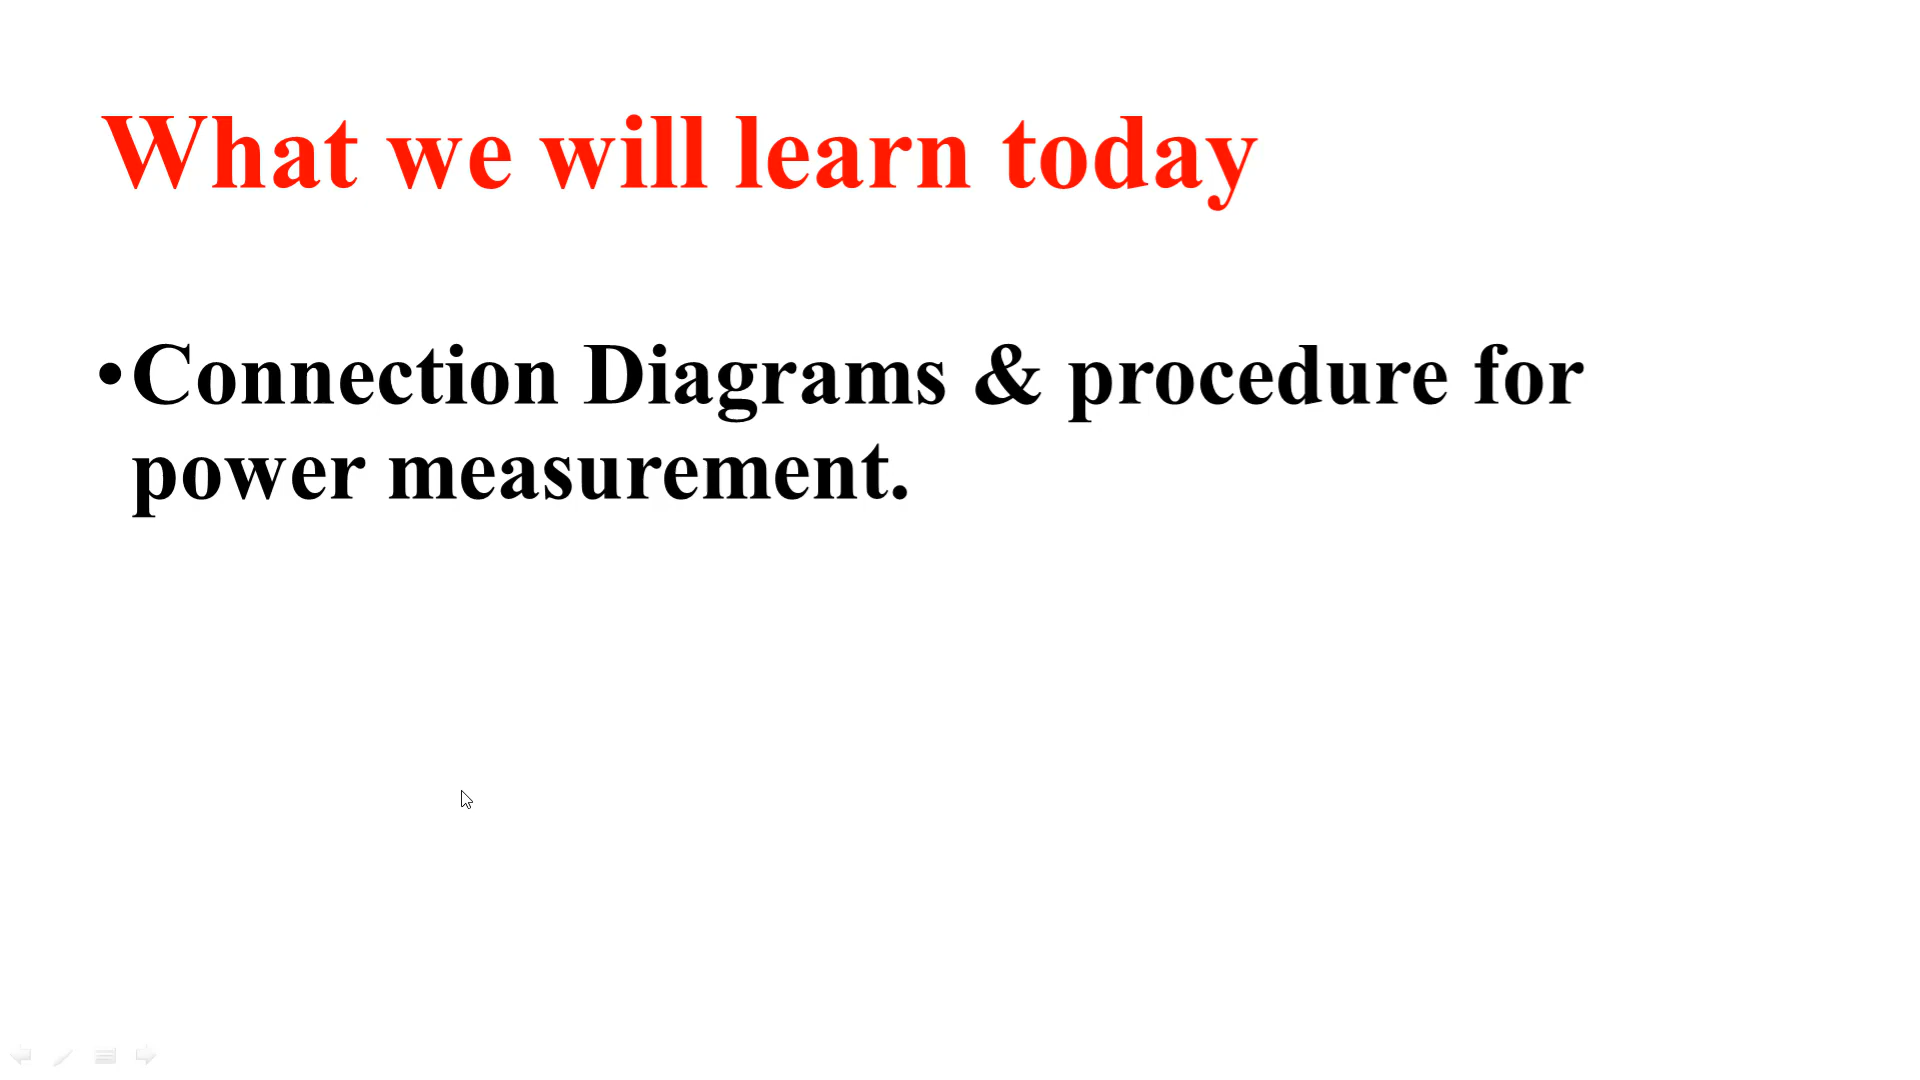 What we will learn today
•Connection Diagrams & procedure for
power measurement.